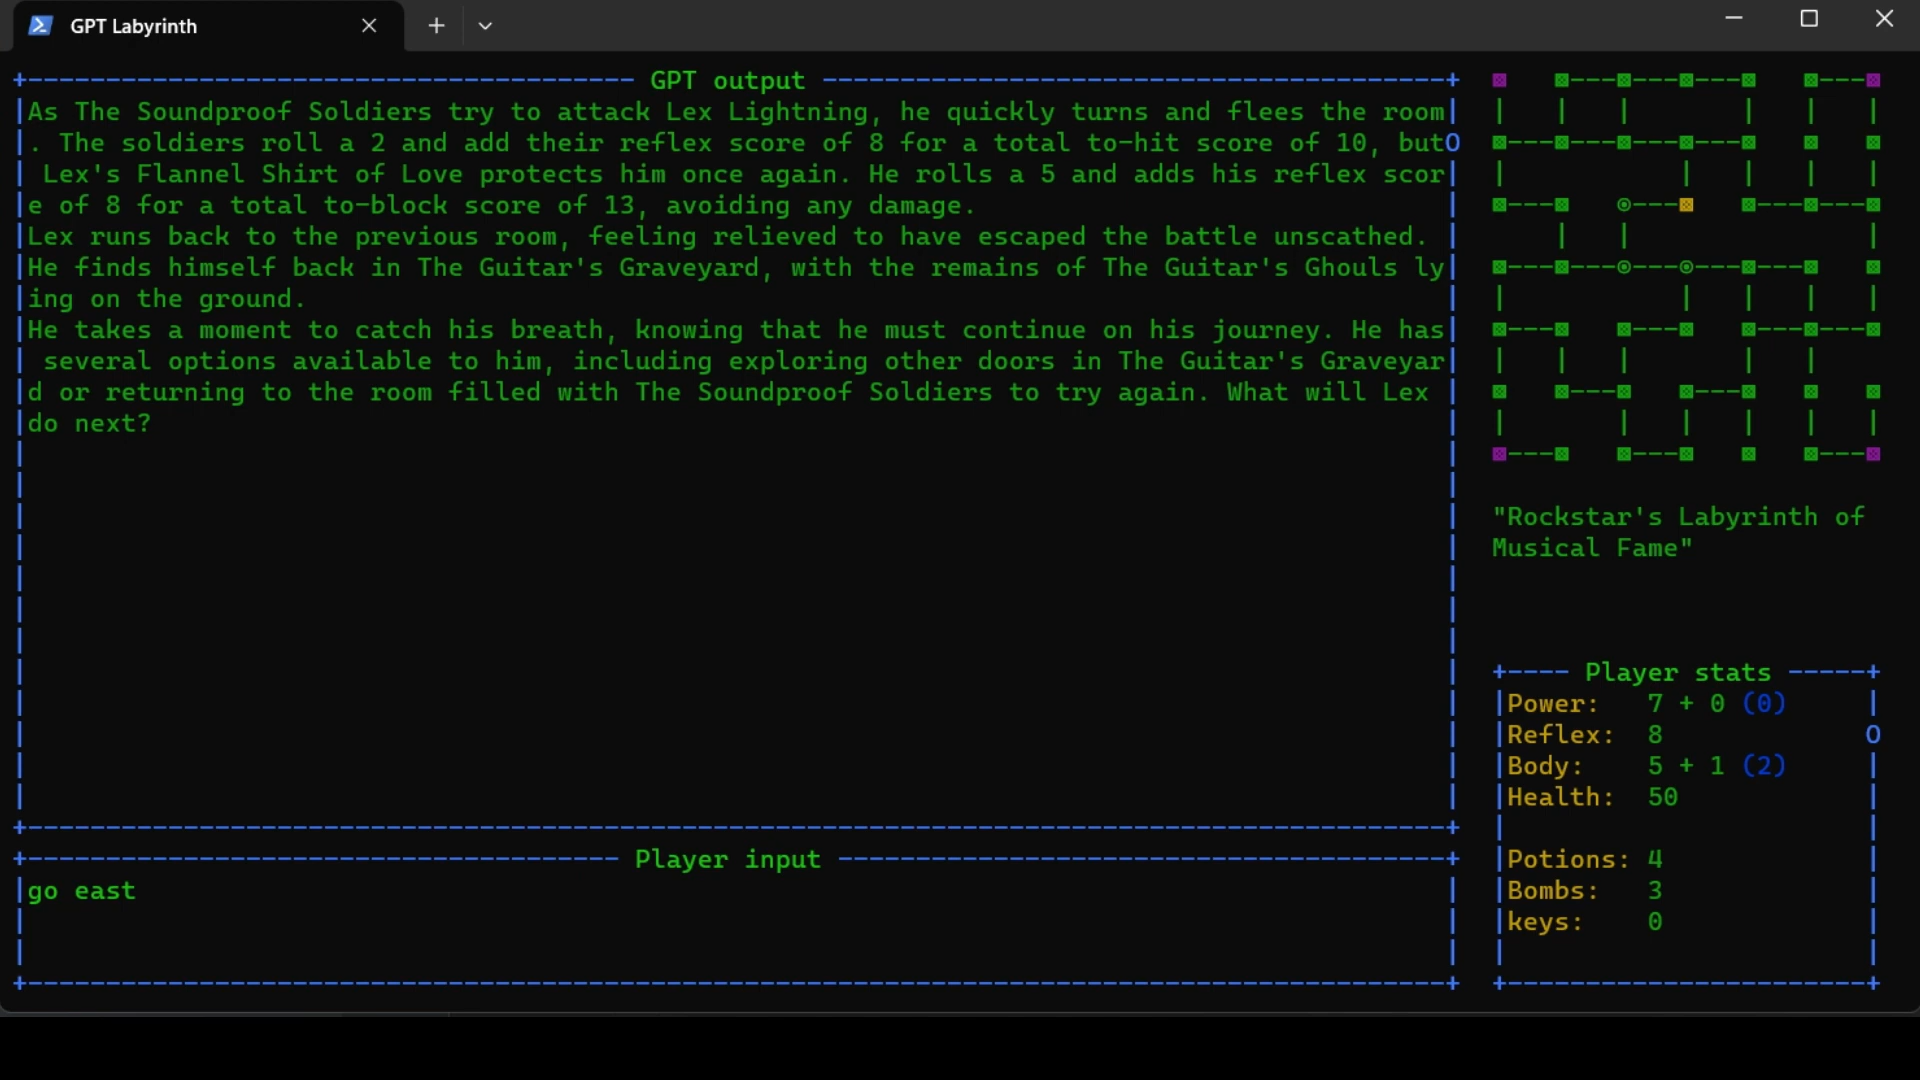 GPT Labyrinth
GPT output
As The Soundproof Soldiers try to attack Lex Lightning, he quickly turns and flees the room
. The soldiers roll a 2 and add their reflex score of 8 for a total to-hit score of 10, but
Lex's Flannel Shirt of Love protects him once again. He rolls a 5 and adds his reflex scor
e of 8 for a total to-block score of 13, avoiding any damage.
Lex runs back to the previous room, feeling relieved to have escaped the battle unscathed.
He finds himself back in The Guitar's Graveyard, with the remains of The Guitar's Ghouls ly
ing on the ground.
He takes a moment to catch his breath, knowing that he must continue on his journey. He has
several options available to him, including exploring other doors in The Guitar's Graveyar
d or returning to the room filled with The Soundproof Soldiers to try again. What will Lex
do next?
Player input
go east
"Rockstar's Labyrinth of
Musical Fame"
Player stats
Power: 7 + 0 (0)
Reflex: 8
Body: 5 + 1 (2)
Health: 50
Potions: 4
Bombs: 3
keys: 0